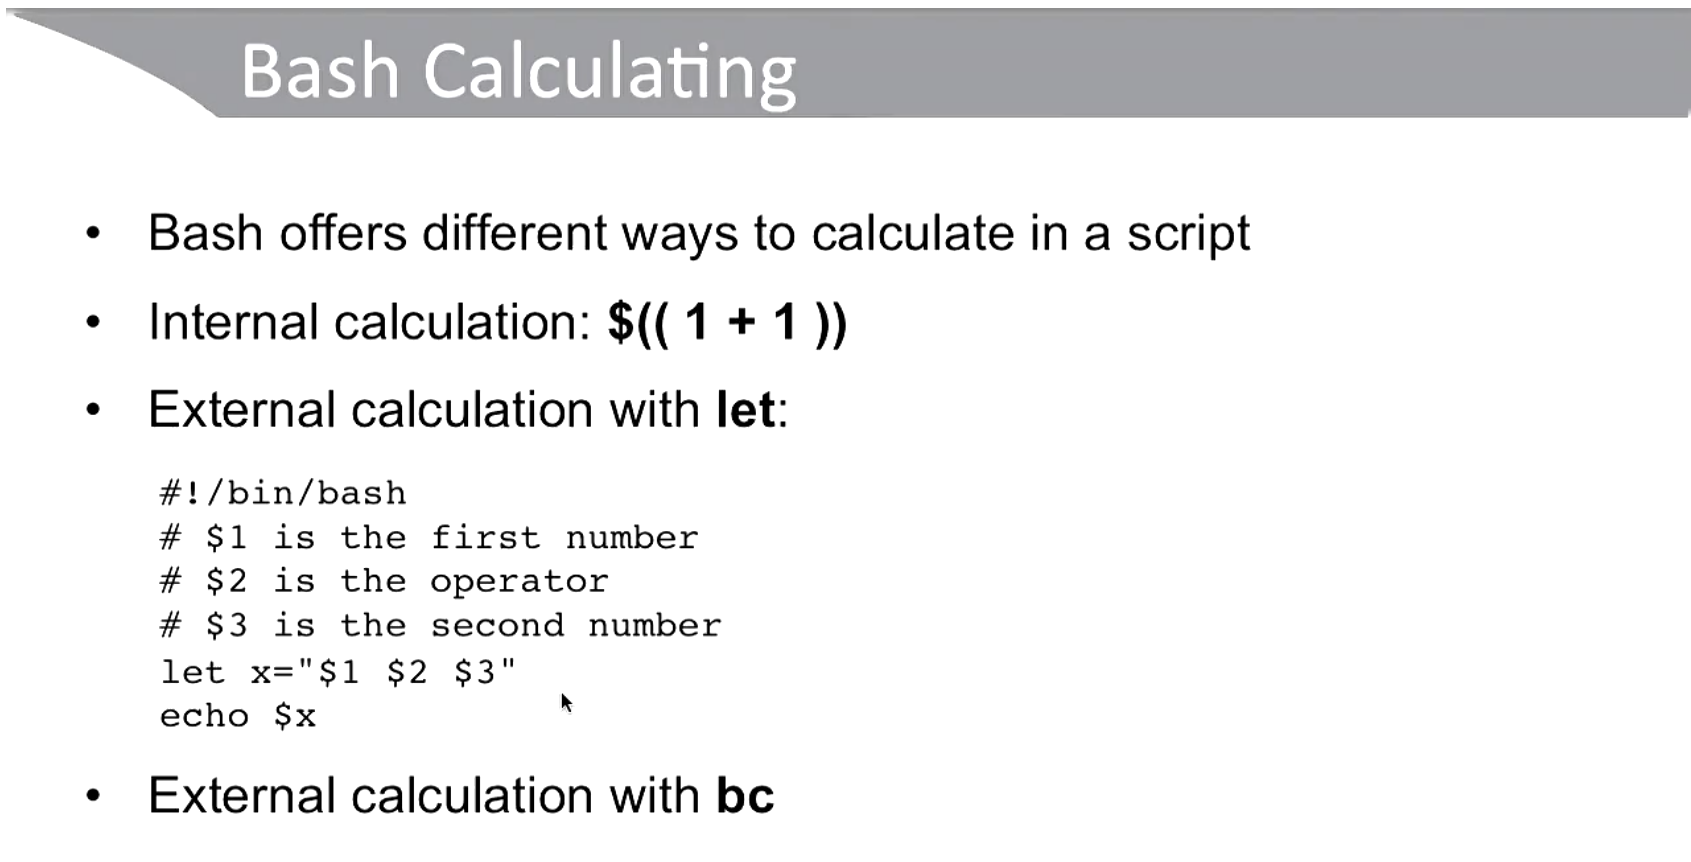 Bash Calculating
• Bash offers different ways to calculate in a script
• Internal calculation: $(( 1 + 1 ))
• External calculation with let:
#!/bin/bash
# $1 is the first number
# $2 is the operator
# $3 is the second number
let x="$1 $2 $3"
echo $x
• External calculation with bc